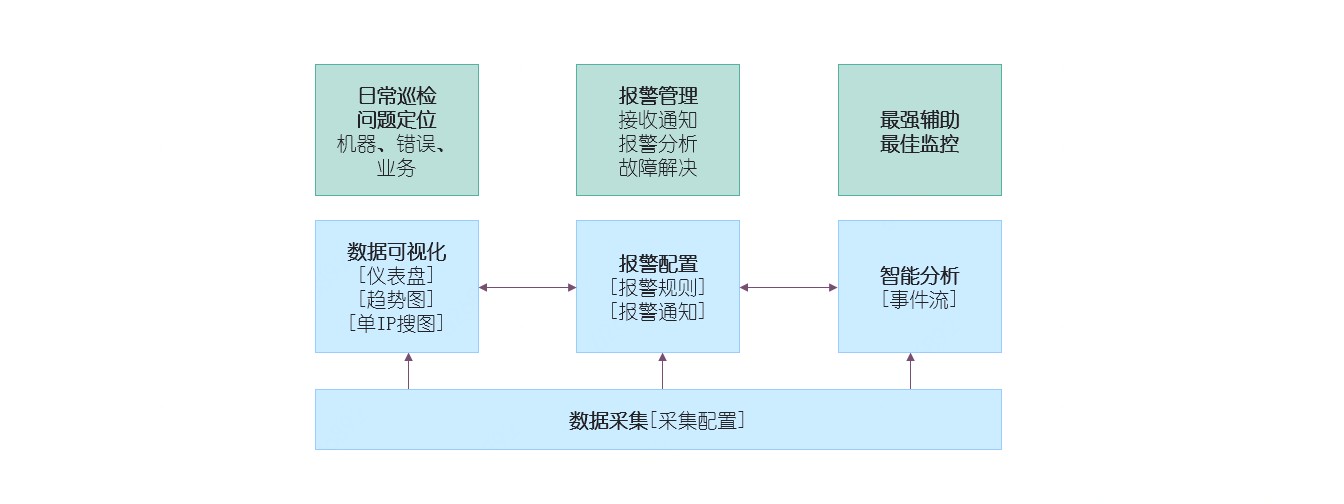 日常巡检
问题定位
机器、错误、
业务
报警管理
接收通知
报警分析
故障解决
最强辅助
最佳监控
数据可视化
[仪表盘]
[趋势图]
[单IP搜图]
报警配置
[报警规则]
[报警通知]
智能分析
[事件流]
数据采集[采集配置]